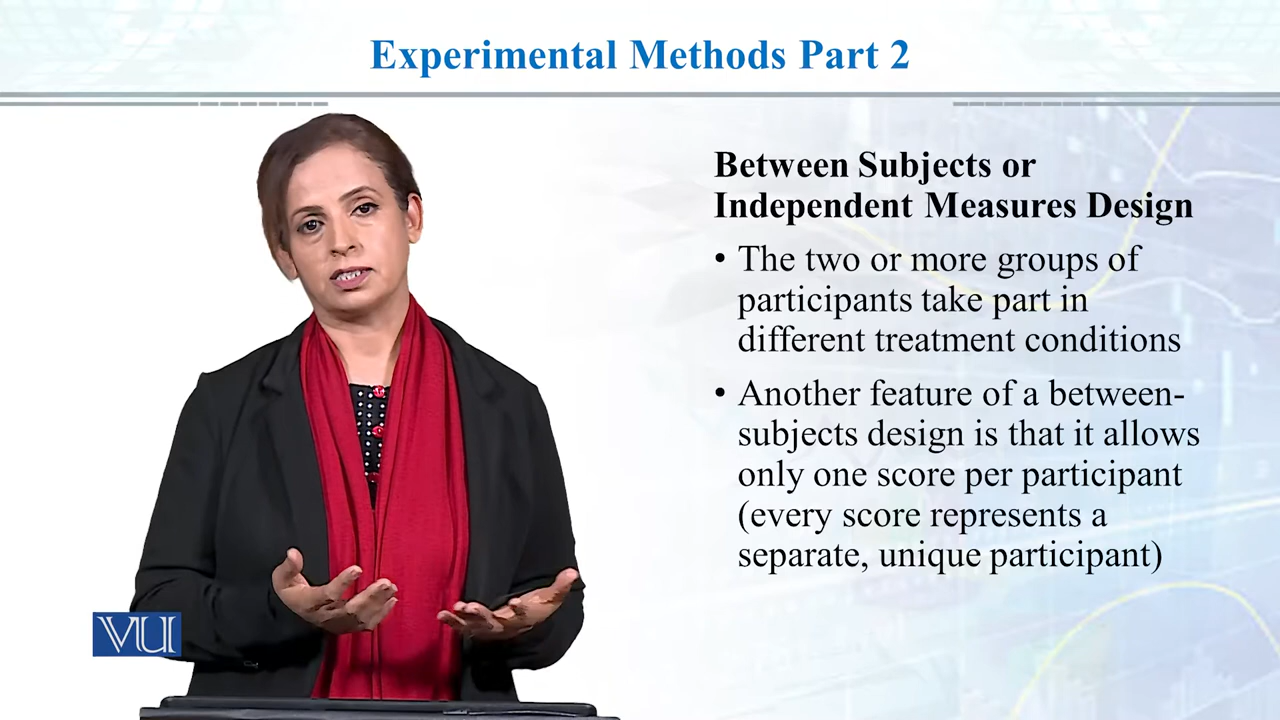 Experimental Methods Part 2
Between Subjects or
Independent Measures Design
• The two or more groups of
participants take part in
different treatment conditions
• Another feature of a between-
subjects design is that it allows
only one score per participant
(every score represents a
separate, unique participant)
VU